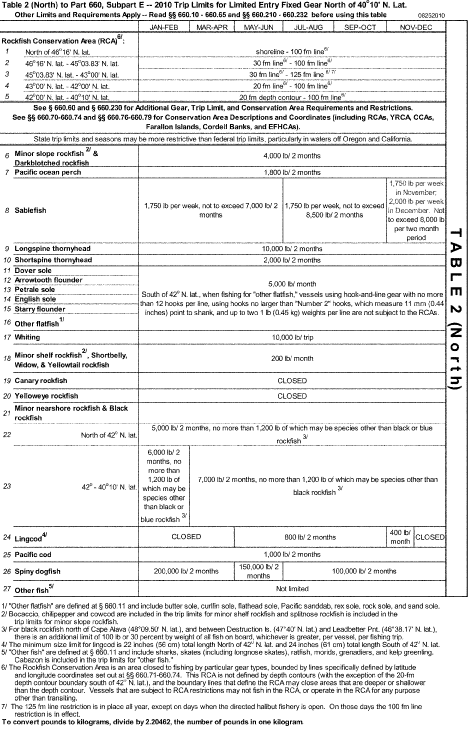 Table 2 (North) to Part 660, Subpart E -- 2010 Trip Limits for Limited Entry Fixed Gear North of 40°10' N. Lat.
Other Limits and Requirements Apply -- Read §§ 660.10 - 660.65 and §§ 660.210 - 660.232 before using this table 08252010
JAN-FEB MAR-APR MAY-JUN JUL-AUG SEP-OCT NOV-DEC
Rockfish Conservation Area (RCA)6/:
1 North of 46°16' N. lat. shoreline - 100 fm line6/
2 46°16' N. lat. - 45°03.83' N. lat. 30 fm line6/ - 100 fm line6/
3 45°03.83' N. lat. - 43°00' N. lat. 30 fm line6/ - 125 fm line6/ 7/
4 43°00' N. lat. - 42°00' N. lat. 20 fm line6/ - 100 fm line6/
5 42°00' N. lat. - 40°10' N. lat. 20 fm depth contour - 100 fm line6/
See § 660.60 and § 660.230 for Additional Gear, Trip Limit, and Conservation Area Requirements and Restrictions.
See §§ 660.70-660.74 and §§ 660.76-660.79 for Conservation Area Descriptions and Coordinates (including RCAs, YRCA, CCAs,
Farallon Islands, Cordell Banks, and EFHCAs).
State trip limits and seasons may be more restrictive than federal trip limits, particularly in waters off Oregon and California.
6 Minor slope rockfish 2/ &
Darkblotched rockfish
4,000 lb/ 2 months
7 Pacific ocean perch 1,800 lb/ 2 months
8 Sablefish
1,750 lb per week, not to exceed 7,000 lb/ 2
months
1,750 lb per week, not to exceed
8,500 lb/ 2 months
1,750 lb per week
in November;
2,000 lb per week
in December. Not
to exceed 8,000 lb
per two month
period
9 Longspine thornyhead 10,000 lb/ 2 months
10 Shortspine thornyhead 2,000 lb/ 2 months
11 Dover sole
12 Arrowtooth flounder
13 Petrale sole
14 English sole
15 Starry flounder
16 Other flatfish1/
5,000 lb/ month
South of 42° N. lat., when fishing for "other flatfish," vessels using hook-and-line gear with no more
than 12 hooks per line, using hooks no larger than "Number 2" hooks, which measure 11 mm (0.44
inches) point to shank, and up to two 1 lb (0.45 kg) weights per line are not subject to the RCAs.
17 Whiting 10,000 lb/ trip
18 Minor shelf rockfish2/, Shortbelly,
Widow, & Yellowtail rockfish
200 lb/ month
19 Canary rockfish CLOSED
20 Yelloweye rockfish CLOSED
21 Minor nearshore rockfish & Black
rockfish
22 North of 42° N. lat.
5,000 lb/ 2 months, no more than 1,200 lb of which may be species other than black or blue
rockfish 3/
23 42° - 40°10' N. lat.
6,000 lb/ 2
months, no
more than
1,200 lb of
which may be
species other
than black or
blue rockfish 3/
7,000 lb/ 2 months, no more than 1,200 lb of which may be species other than
black rockfish 3/
24 Lingcod4/ CLOSED 800 lb/ 2 months 400 lb/
month CLOSED
25 Pacific cod 1,000 lb/ 2 months
26 Spiny dogfish 200,000 lb/ 2 months 150,000 lb/ 2
months 100,000 lb/ 2 months
27 Other fish5/ Not limited
TABLE 2 (North)
1/ "Other flatfish" are defined at § 660.11 and include butter sole, curlfin sole, flathead sole, Pacific sanddab, rex sole, rock sole, and sand sole.
2/ Bocaccio, chilipepper and cowcod are included in the trip limits for minor shelf rockfish and splitnose rockfish is included in the
trip limits for minor slope rockfish.
3/ For black rockfish north of Cape Alava (48°09.50' N. lat.), and between Destruction Is. (47°40' N. lat.) and Leadbetter Pnt. (46°38.17' N. lat.),
there is an additional limit of 100 lb or 30 percent by weight of all fish on board, whichever is greater, per vessel, per fishing trip.
4/ The minimum size limit for lingcod is 22 inches (56 cm) total length North of 42° N. lat. and 24 inches (61 cm) total length South of 42° N. lat.
5/ "Other fish" are defined at § 660.11 and include sharks, skates (including longnose skates), ratfish, morids, grenadiers, and kelp greenling.
Cabezon is included in the trip limits for "other fish."
6/ The Rockfish Conservation Area is an area closed to fishing by particular gear types, bounded by lines specifically defined by latitude
and longitude coordinates set out at §§ 660.71-660.74. This RCA is not defined by depth contours (with the exception of the 20-fm
depth contour boundary south of 42° N. lat.), and the boundary lines that define the RCA may close areas that are deeper or shallower
than the depth contour. Vessels that are subject to RCA restrictions may not fish in the RCA, or operate in the RCA for any purpose
other than transiting.
7/ The 125 fm line restriction is in place all year, except on days when the directed halibut fishery is open. On those days the 100 fm line
restriction is in effect.
To convert pounds to kilograms, divide by 2.20462, the number of pounds in one kilogram.